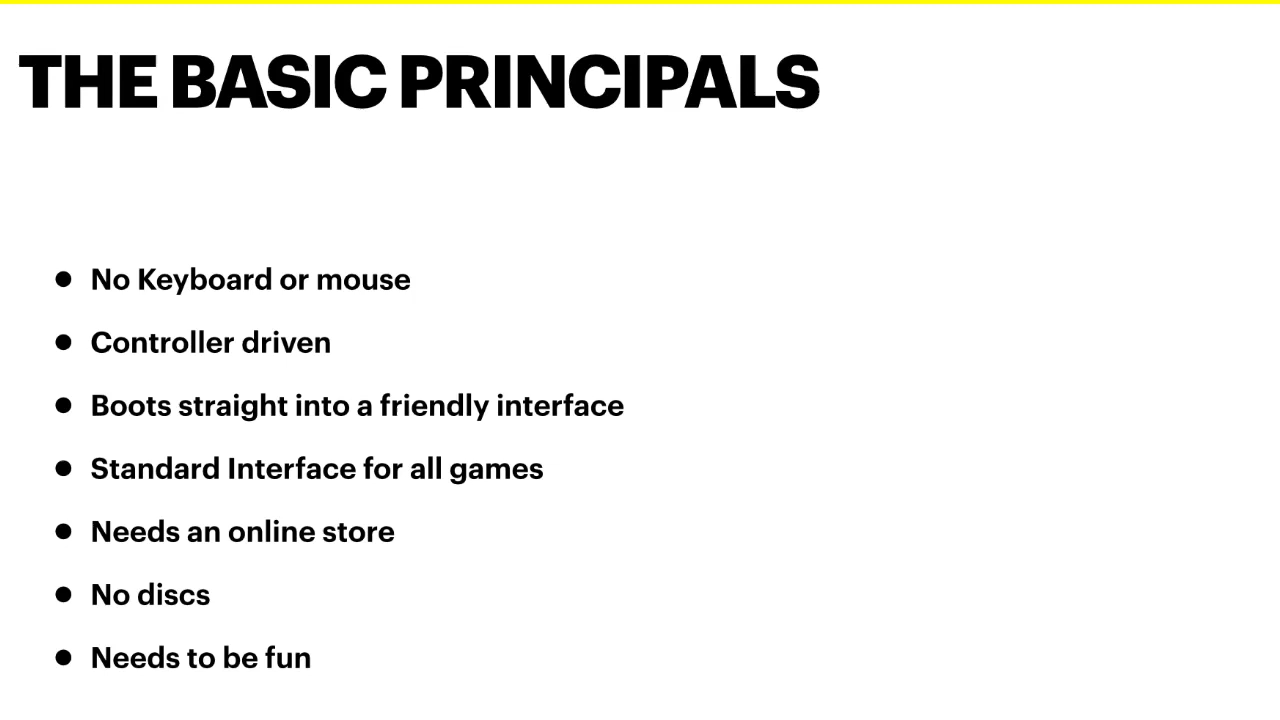 THE BASIC PRINCIPALS
● No Keyboard or mouse
● Controller driven
● Boots straight into a friendly interface
● Standard Interface for all games
● Needs an online store
● No discs
● Needs to be fun